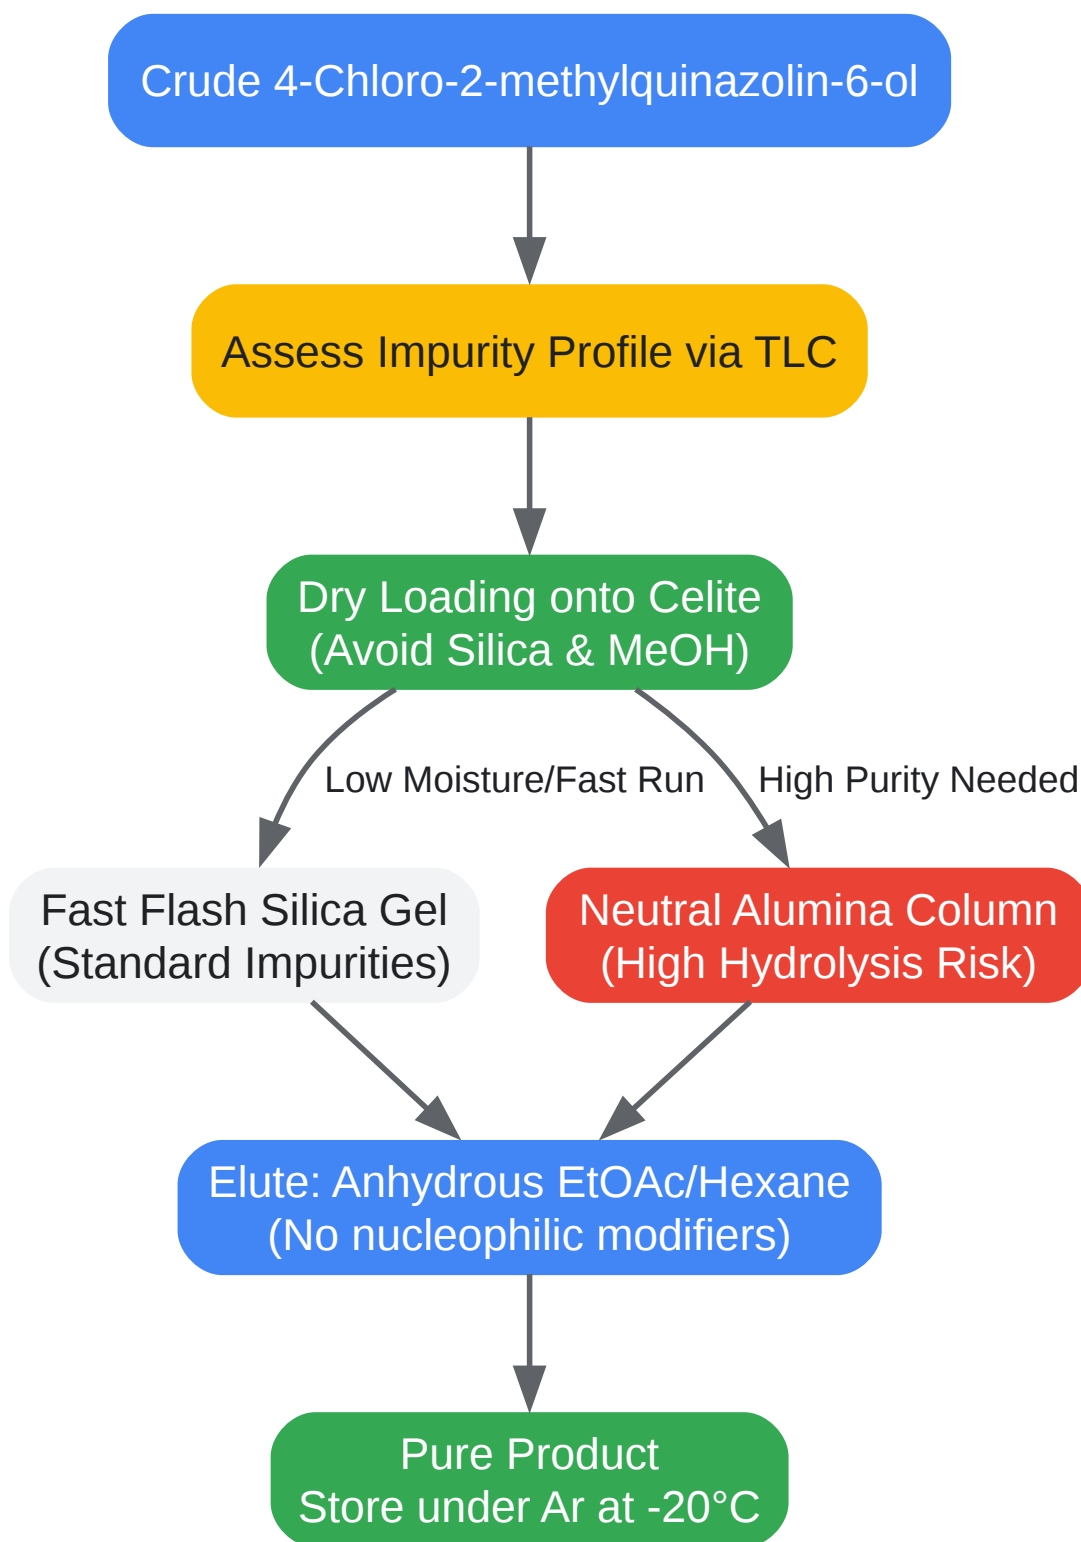 Crude 4-Chloro-2-methylquinazolin-6-ol
Assess Impurity Profile via TLC
Dry Loading onto Celite
(Avoid Silica & MeOH)
Low Moisture/Fast Run
High Purity Needed
Fast Flash Silica Gel
(Standard Impurities)
Neutral Alumina Column
(High Hydrolysis Risk)
Elute: Anhydrous EtOAc/Hexane
(No nucleophilic modifiers)
Pure Product
Store under Ar at -20°C